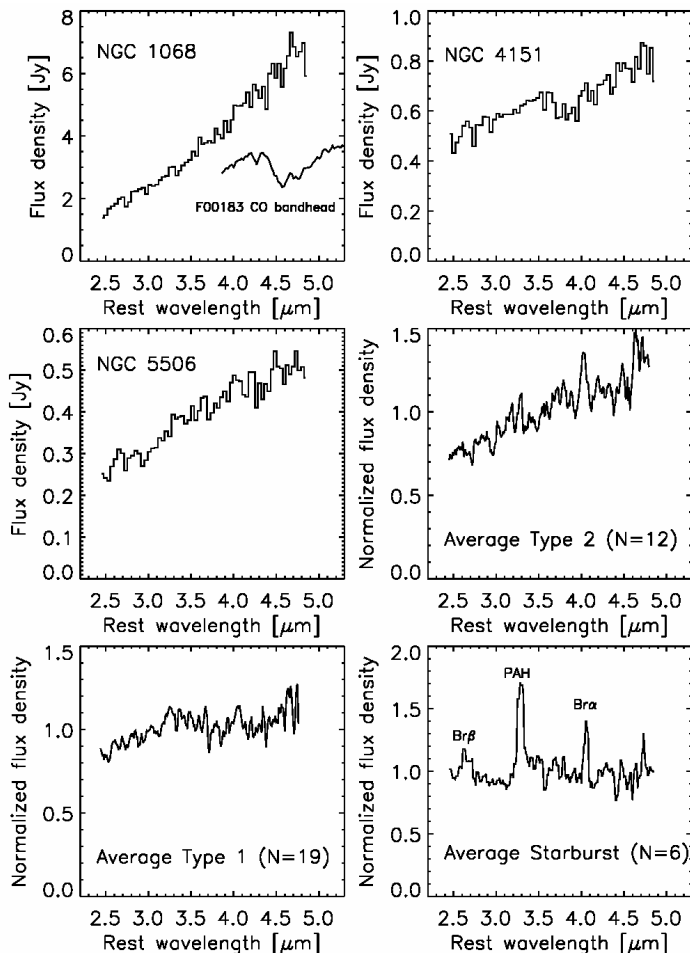 8
6
4
2
0
Flux density [Jy]
NGC 1068
F00183 CO bandhead
2.5 3.0 3.5 4.0 4.5 5.0
Rest wavelength [μm]
1.0
0.8
0.6
0.4
0.2
0.0
Flux density [Jy]
NGC 4151
2.5 3.0 3.5 4.0 4.5 5.0
Rest wavelength [μm]
0.6
0.5
0.4
0.3
0.2
0.1
0.0
Flux density [Jy]
NGC 5506
2.5 3.0 3.5 4.0 4.5 5.0
Rest wavelength [μm]
1.5
1.0
0.5
0.0
Normalized flux density
Average Type 2 (N=12)
2.5 3.0 3.5 4.0 4.5 5.0
Rest wavelength [μm]
1.5
1.0
0.5
0.0
Normalized flux density
Average Type 1 (N=19)
2.5 3.0 3.5 4.0 4.5 5.0
Rest wavelength [μm]
2.0
1.5
1.0
0.5
0.0
Normalized flux density
PAH
Brα
Brβ
Average Starburst (N=6)
2.5 3.0 3.5 4.0 4.5 5.0
Rest wavelength [μm]